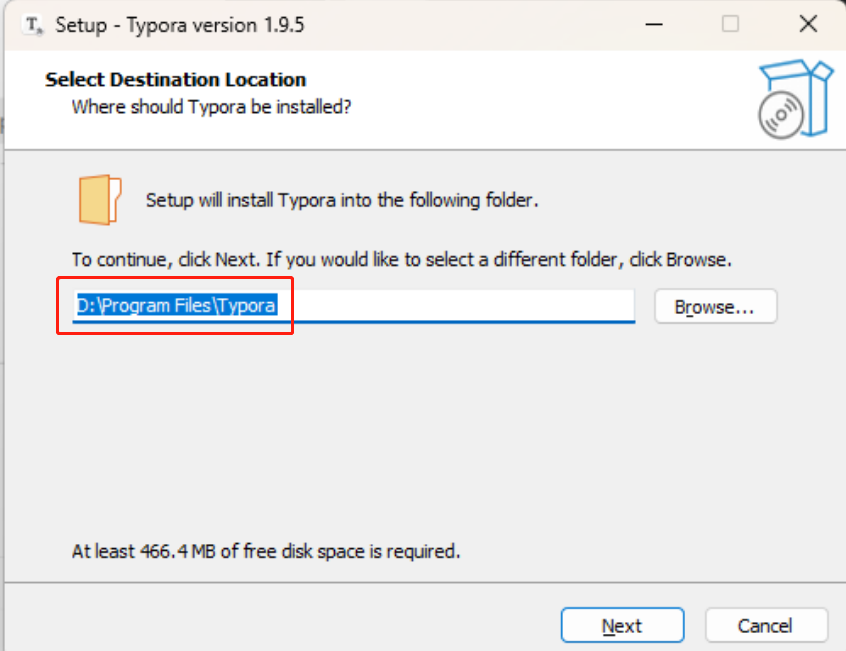 Setup - Typora version 1.9.5
Select Destination Location
Where should Typora be installed?
Setup will install Typora into the following folder.
To continue, click Next. If you would like to select a different folder, click Browse.
D:\Program Files\Typora
Browse...
At least 466.4 MB of free disk space is required.
Next
Cancel